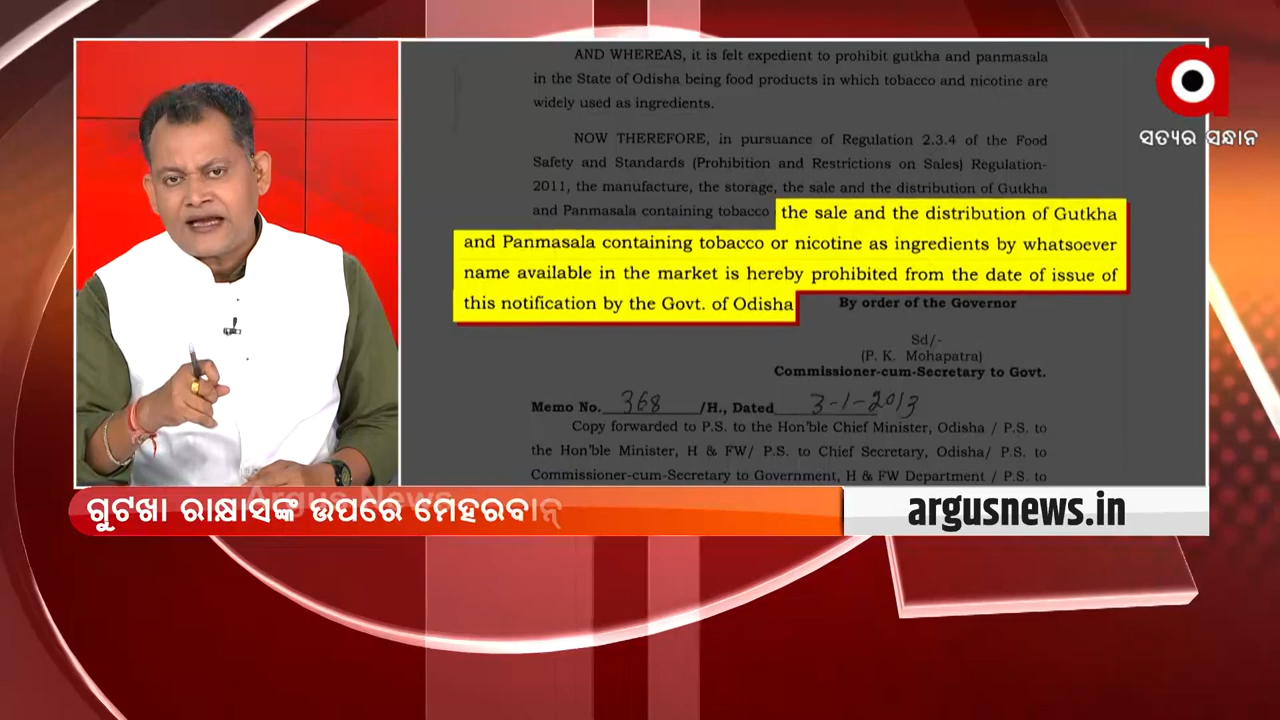 AND WHEREAS, it is felt expedient to prohibit gutkha and panmasala
in the State of Odisha being food products in which tobacco and nicotine are
widely used as ingredients.
NOW THEREFORE, in pursuance of Regulation 2.3.4 of the Food
Safety and Standards (Prohibition and Restrictions on Sales) Regulation-
2011, the manufacture, the storage, the sale and the distribution of Gutkha
and Panmasala containing tobacco
the sale and the distribution of Gutkha
and Panmasala containing tobacco or nicotine as ingredients by whatsoever
name available in the market is hereby prohibited from the date of issue of
this notification by the Govt. of Odisha
By order of the Governor
Sd/-
(P. K. Mohapatra)
Commissioner-cum-Secretary to Govt.
Memo No. 368 /H., Dated 3-1-2013
Copy forwarded to P.S. to the Hon'ble Chief Minister, Odisha / P.S. to
the Hon'ble Minister, H & FW/ P.S. to Chief Secretary, Odisha/ P.S. to
Commissioner-cum-Secretary to Government, H & FW Department / P.S. to
ସତ୍ୟର ସନ୍ଧାନ
Argus News
ଗୁଟଖା ରାକ୍ଷାସଙ୍କ ଉପରେ ମେହରବାନ୍
argusnews.in